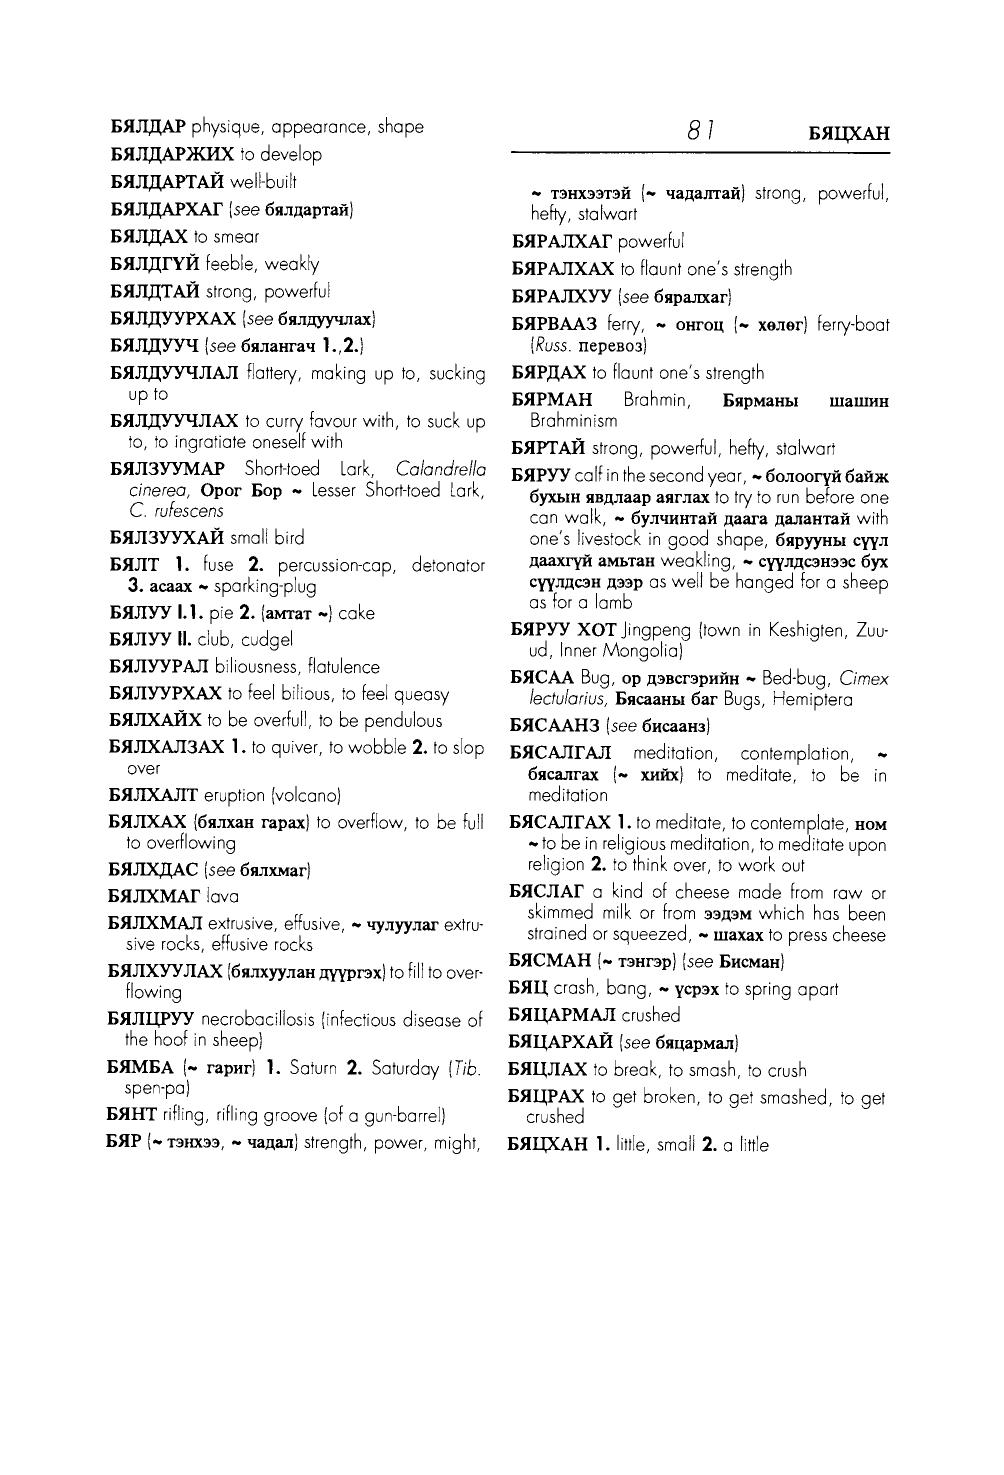 БЯЛДАР physique, appearance, shape
БЯЛДАРЖИХ to develop
БЯЛДАРТАЙ well-built
БЯЛДАРХАГ (see бялдартай)
БЯЛДАХ to smear
БЯЛДГҮЙ feeble, weakly
БЯЛДТАЙ strong, powerful
БЯЛДУУРХАХ (see бялдуучлах)
БЯЛДУУЧ (see бялангач 1.,2.)
БЯЛДУУЧЛАЛ flattery, making up to, sucking
up to
БЯЛДУУЧЛАХ to curry favour with, to suck up
to, to ingratiate oneself with
БЯЛЗУУМАР Short-toed Lark, Calandrella
cinerea, Орог Бор ~ Lesser Short-toed Lark,
C. rufescens
БЯЛЗУУХАЙ small bird
БЯЛТ 1. fuse 2. percussion-cap, detonator
3. асаах ~ sparking-plug
БЯЛУУ I.1. pie 2. (амтат ~) cake
БЯЛУУ II. club, cudgel
БЯЛУУРАЛ biliousness, flatulence
БЯЛУУРХАХ to feel bilious, to feel queasy
БЯЛХАЙХ to be overfull, to be pendulous
БЯЛХАЛЗАХ 1. to quiver, to wobble 2. to slop
over
БЯЛХАЛТ eruption (volcano)
БЯЛХАХ (бялхан гарах) to overflow, to be full
to overflowing
БЯЛХДАС (see бялхмаг)
БЯЛХМАГ lava
БЯЛХМАЛ extrusive, effusive, ~ чулуулаг extru-
sive rocks, effusive rocks
БЯЛХУУЛАХ (бялхуулан дүүргэх) to fill to over-
flowing
БЯЛЦРУУ necrobacillosis (infectious disease of
the hoof in sheep)
БЯМБА (~ гариг) 1. Saturn 2. Saturday (Tib.
spen-pa)
БЯНТ rifling, rifling groove (of a gun-barrel)
БЯР (~ тэнхээ, ~ чадал) strength, power, might,
81 БЯЦХАН
~ тэнхээтэй (~ чадалтай) strong, powerful,
hefty, stalwart
БЯРАЛХАГ powerful
БЯРАЛХАХ to flaunt one's strength
БЯРАЛХУУ (see бяралхаг)
БЯРВААЗ ferry, ~ онгоц (~ хөлөг) ferry-boat
(Russ. перевоз)
БЯРДАХ to flaunt one's strength
БЯРМАН Brahmin, Бярманы шашин
Brahminism
БЯРТАЙ strong, powerful, hefty, stalwart
БЯРУУ calf in the second year, ~ болоогүй байж
бухын явдлаар аяглах to try to run before one
can walk, ~ булчинтай даага далантай with
one's livestock in good shape, бярууны сүүл
даахгүй амьтан weakling, ~ сүүлдсэнээс бух
сүүлдсэн дээр as well be hanged for a sheep
as for a lamb
БЯРУУ ХОТ Jingpeng (town in Keshigten, Zuu-
ud, Inner Mongolia)
БЯСАА Bug, ор дэвсгэрийн ~ Bed-bug, Cimex
lectularius, Бясааны баг Bugs, Hemiptera
БЯСААНЗ (see бисаанз)
БЯСАЛГАЛ meditation, contemplation, ~
бясалгах (~ хийх) to meditate, to be in
meditation
БЯСАЛГАХ 1. to meditate, to contemplate, ном
~ to be in religious meditation, to meditate upon
religion 2. to think over, to work out
БЯСЛАГ a kind of cheese made from raw or
skimmed milk or from ээдэм which has been
strained or squeezed, ~ шахах to press cheese
БЯСМАН (~ тэнгэр) (see Бисман)
БЯЦ crash, bang, ~ үсрэх to spring apart
БЯЦАРМАЛ crushed
БЯЦАРХАЙ (see бяцармал)
БЯЦЛАХ to break, to smash, to crush
БЯЦРАХ to get broken, to get smashed, to get
crushed
БЯЦХАН 1. little, small 2. a little